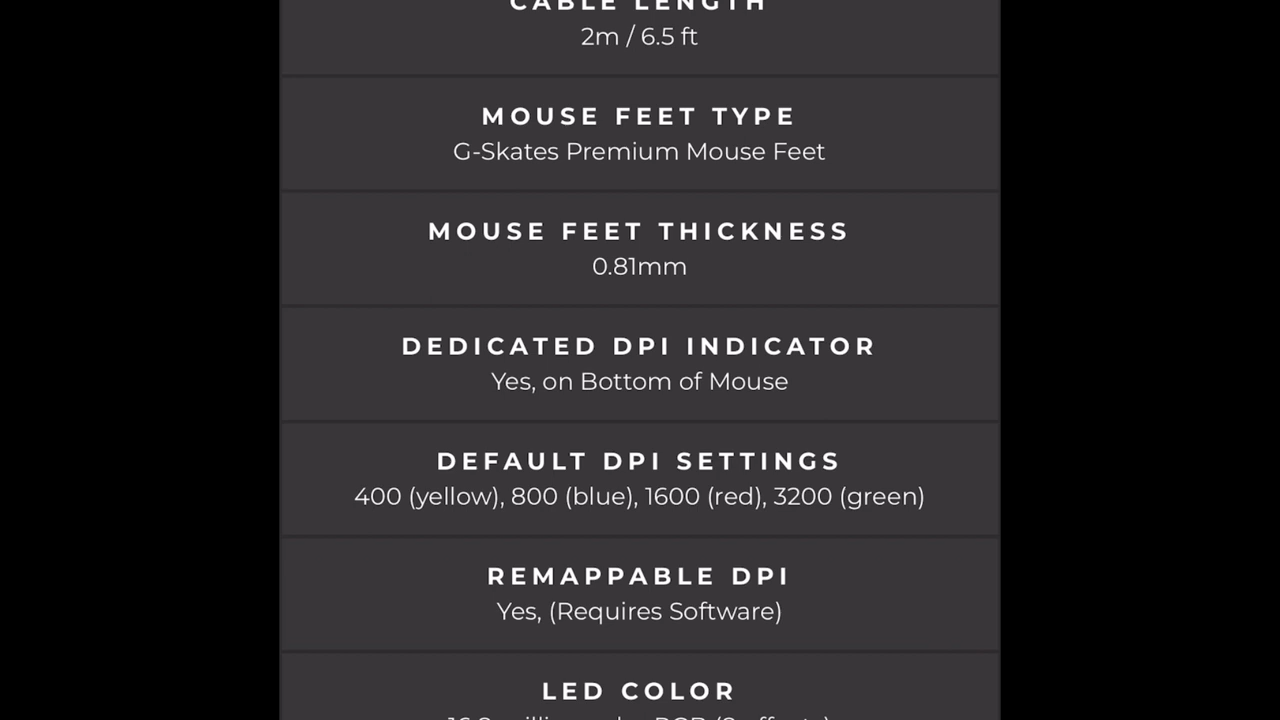 CABLE LENGTH
2m / 6.5 ft
MOUSE FEET TYPE
G-Skates Premium Mouse Feet
MOUSE FEET THICKNESS
0.81mm
DEDICATED DPI INDICATOR
Yes, on Bottom of Mouse
DEFAULT DPI SETTINGS
400 (yellow), 800 (blue), 1600 (red), 3200 (green)
REMAPPABLE DPI
Yes, (Requires Software)
LED COLOR